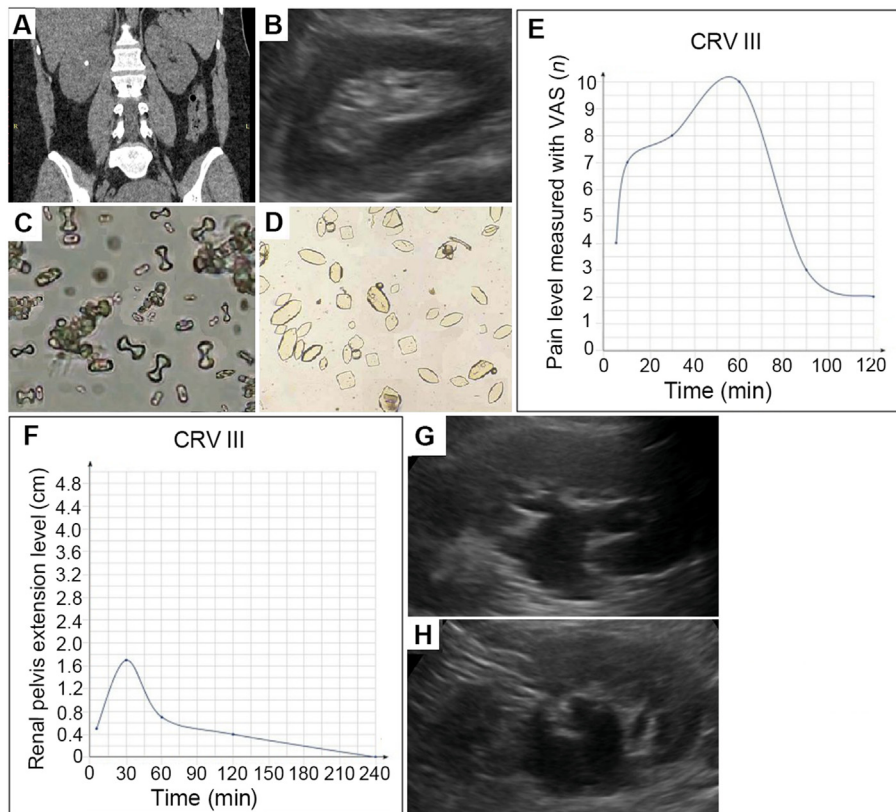 A
B
C
D
E
CRV III
Pain level measured with VAS (n)
10
9
8
7
6
5
4
3
2
1
0
0 20 40 60 80 100 120
Time (min)
F
CRV III
Renal pelvis extension level (cm)
4.8
4.4
4.0
3.6
3.2
2.8
2.4
2.0
1.6
1.2
0.8
0.4
0
0 30 60 90 120 150 180 210 240
Time (min)
G
H